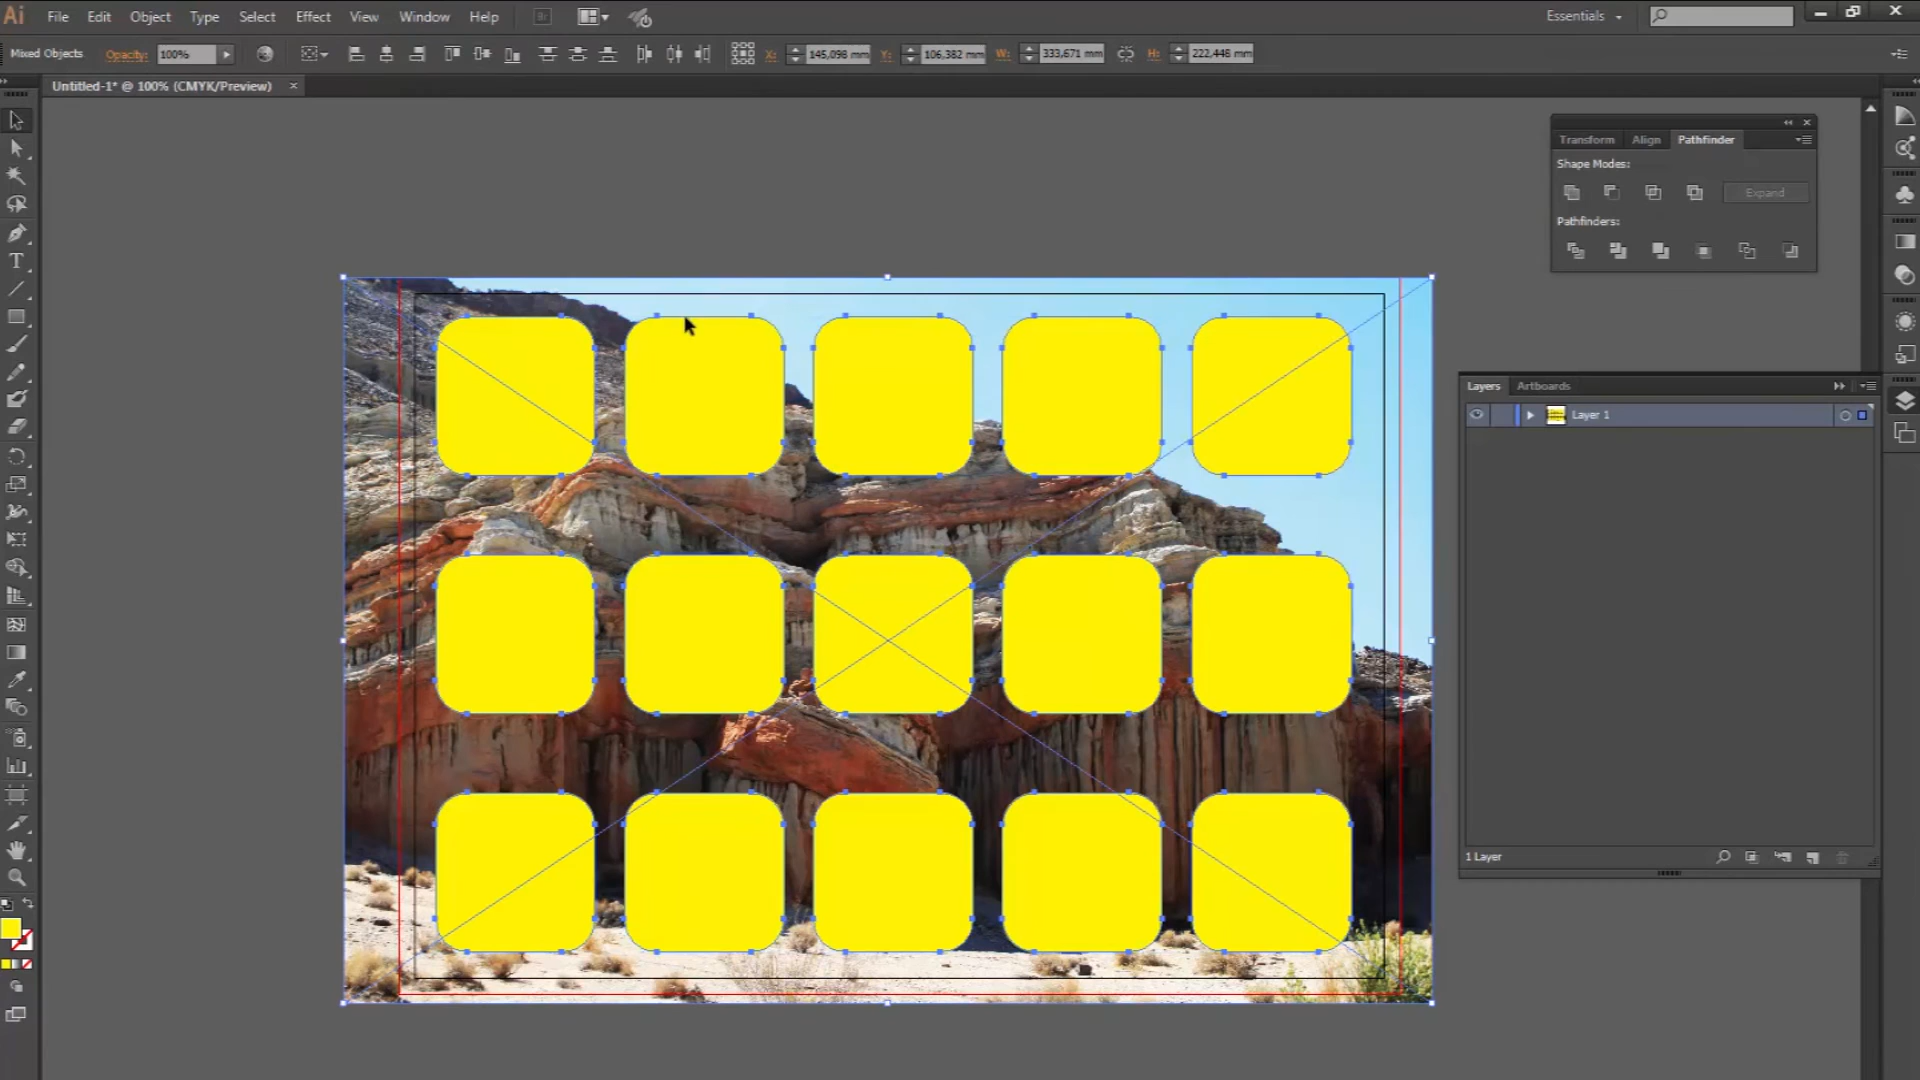 Ai File Edit Object Type Select Effect View Window Help Br Essentials
Mixed Objects Opacity: 100% X: 145,098 mm Y: 106,382 mm W: 333,671 mm H: 222,448 mm
Untitled-1* @ 100% (CMYK/Preview)
Transform Align Pathfinder
Shape Modes:
Expand
Pathfinders:
Layers Artboards
Layer 1
1 Layer